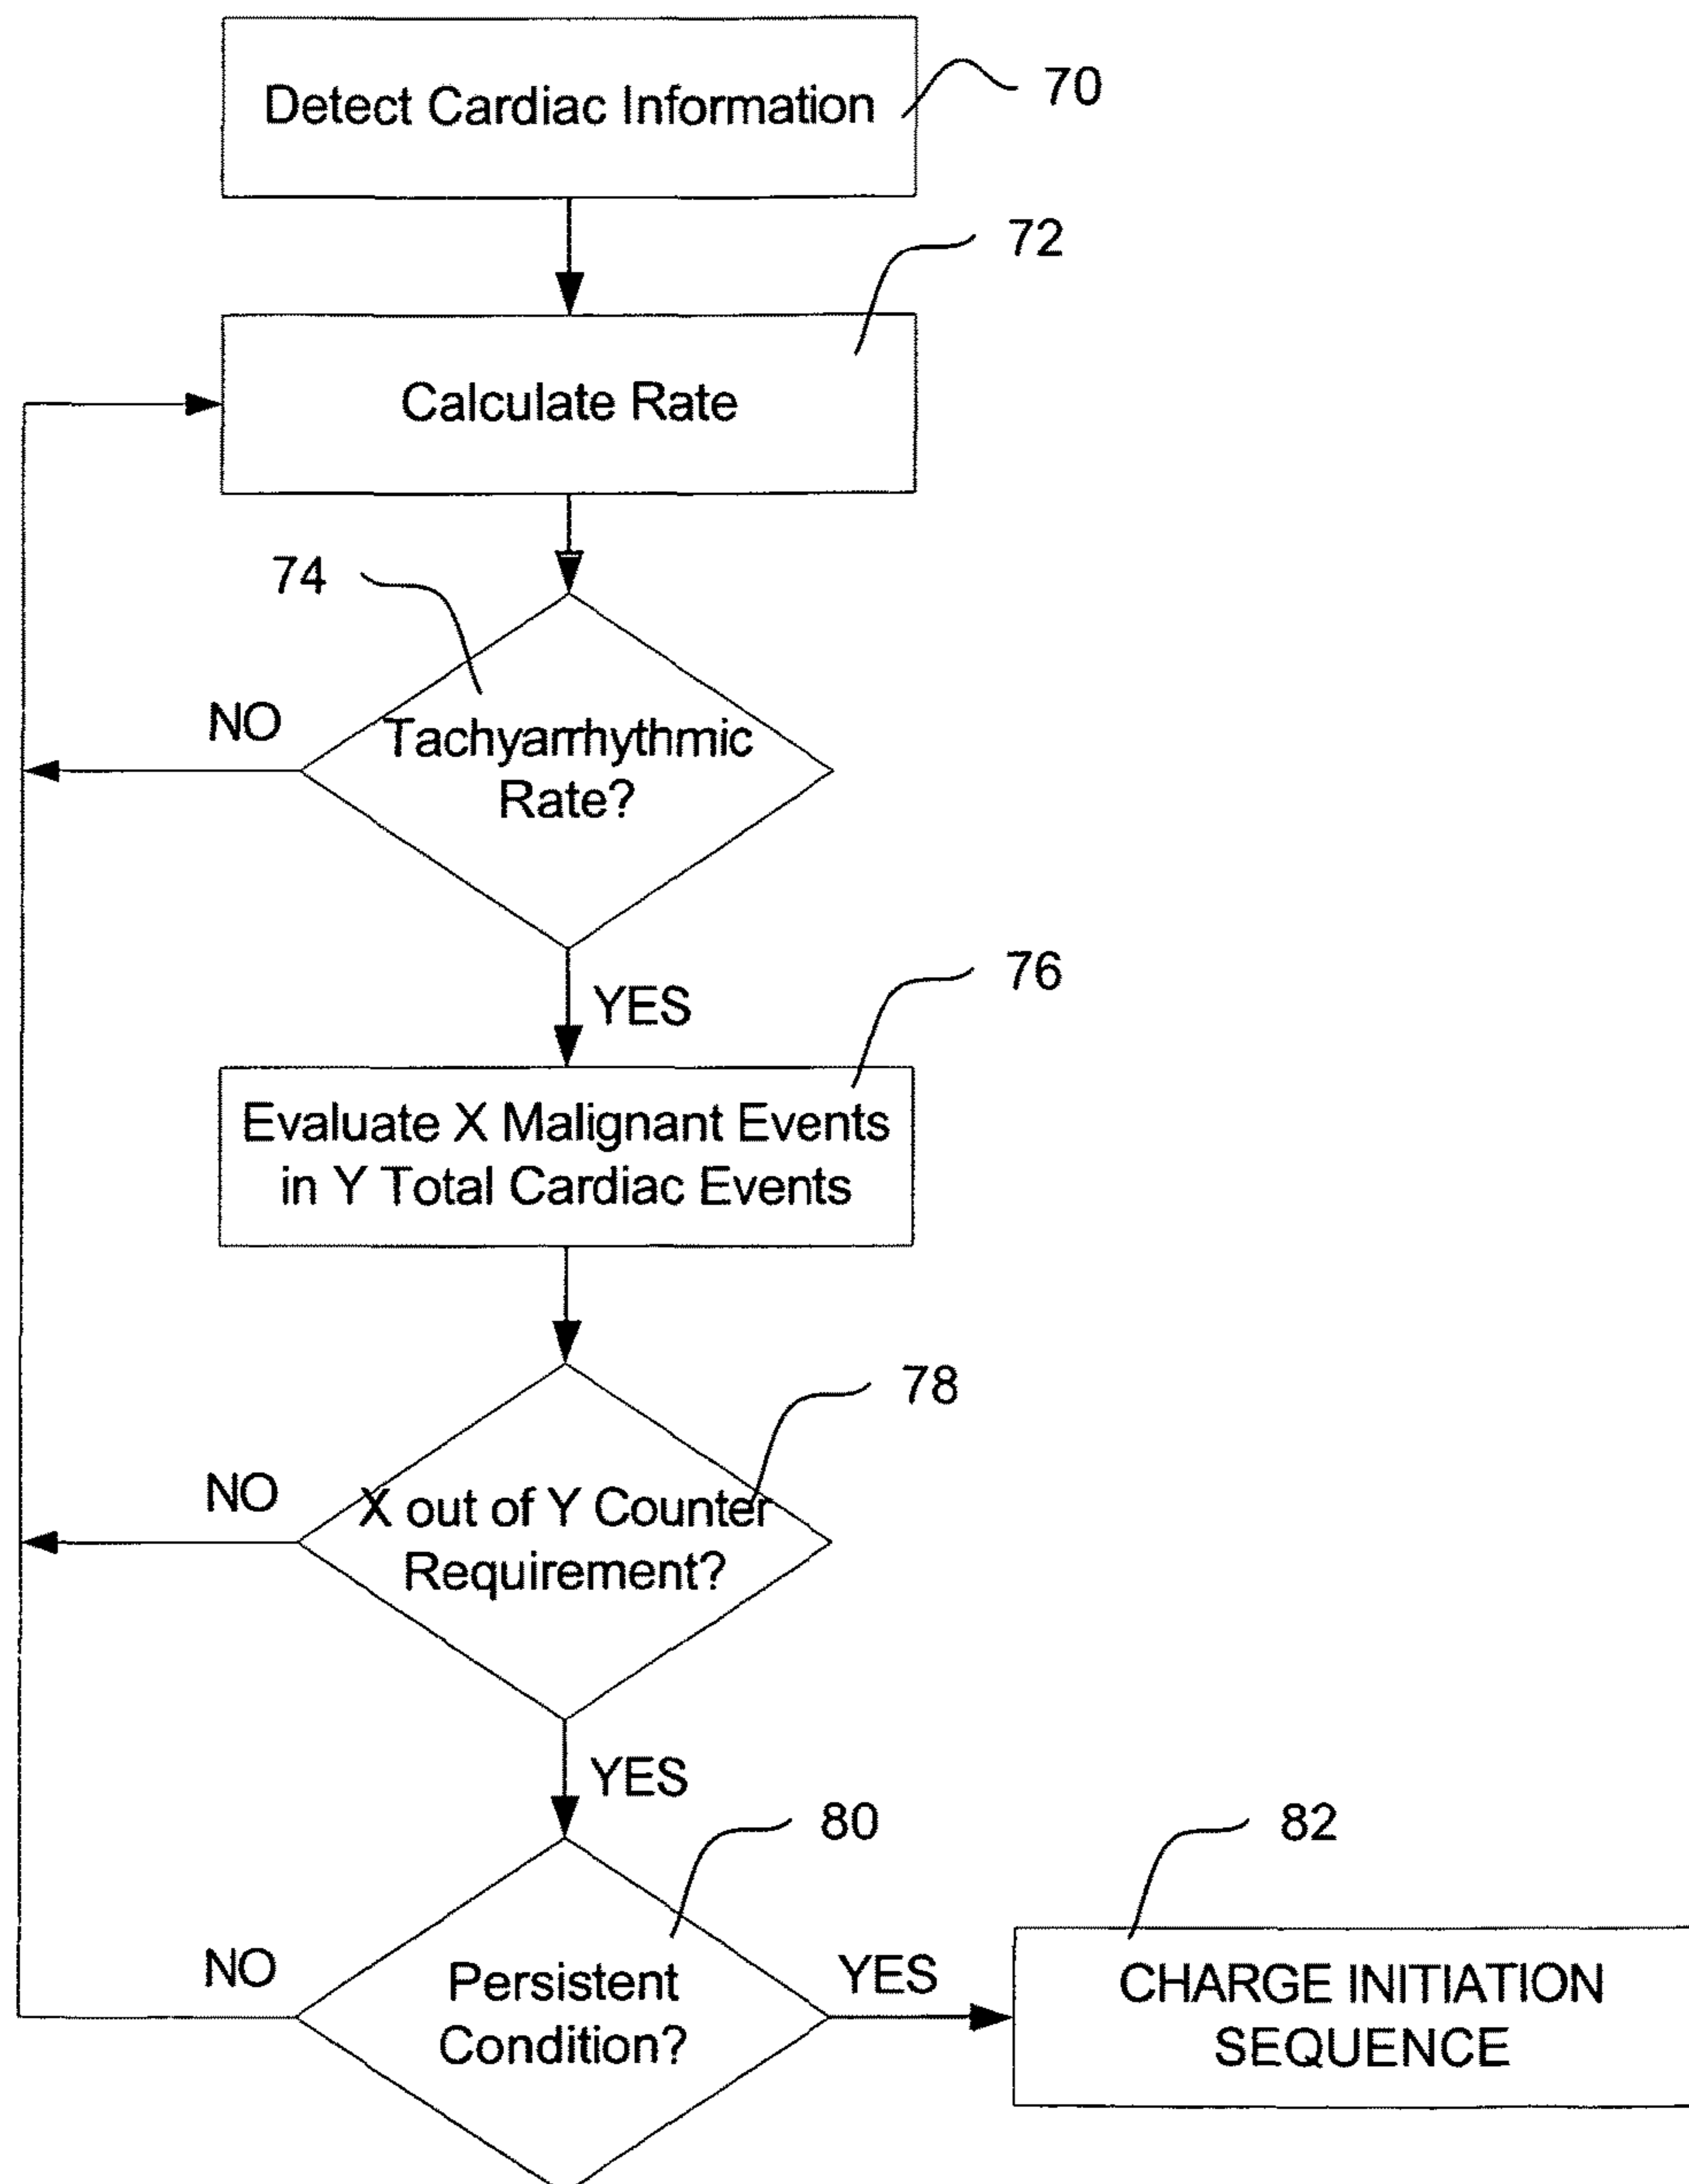 Detect Cardiac Information
70
72
Calculate Rate
74
NO
Tachyarrhythmic
Rate?
YES
76
Evaluate X Malignant Events
in Y Total Cardiac Events
78
NO
X out of Y Counter
Requirement?
YES
80
82
NO
Persistent
Condition?
YES
CHARGE INITIATION
SEQUENCE